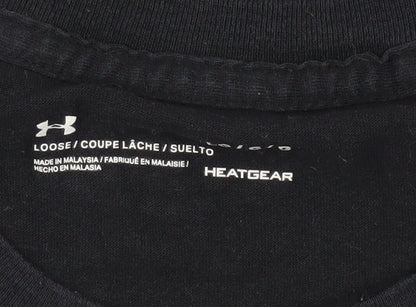 LOOSE / COUPE LÂCHE / SUELTO
MADE IN MALAYSIA / FABRIQUÉ EN MALAISIE /
HECHO EN MALASIA
HEATGEAR